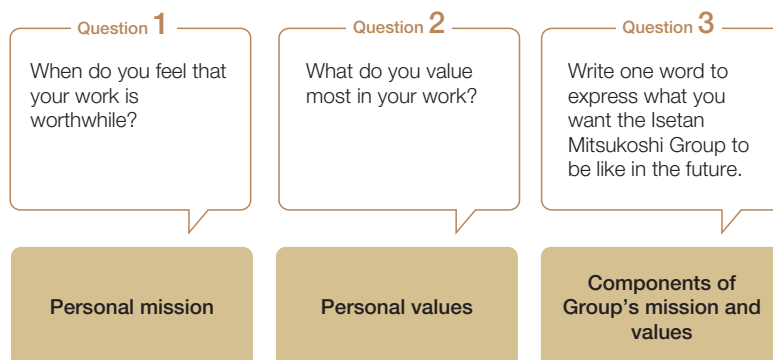 Question 1
When do you feel that
your work is
worthwhile?
Personal mission
Question 2
What do you value
most in your work?
Personal values
Question 3
Write one word to
express what you
want the Isetan
Mitsukoshi Group to
be like in the future.
Components of
Group's mission and
values